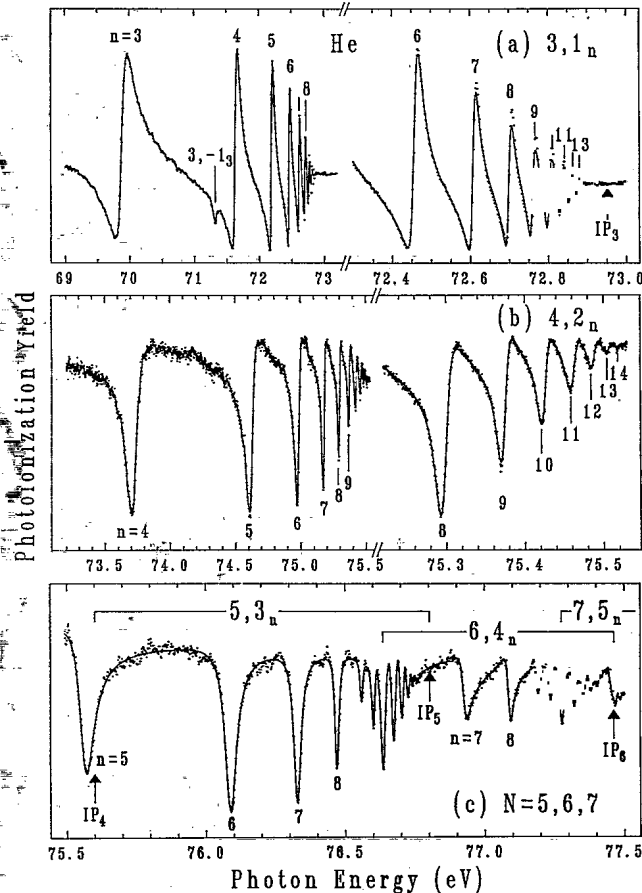 He
(a) 3,1n
n=3
4
5
6
8
3,-13
6
7
8
9
11
13
IP3
69 70 71 72 73 72.4 72.6 72.8 73.0
(b) 4,2n
n=4
5
6
7
8
9
8
9
10
11
12
13
14
73.5 74.0 74.5 75.0 75.5 75.3 75.4 75.5
Photoionization Yield
5,3n
7,5n
6,4n
n=5
IP4
6
7
8
IP5
n=7
8
IP6
(c) N=5,6,7
75.5 76.0 76.5 77.0 77.5
Photon Energy (eV)